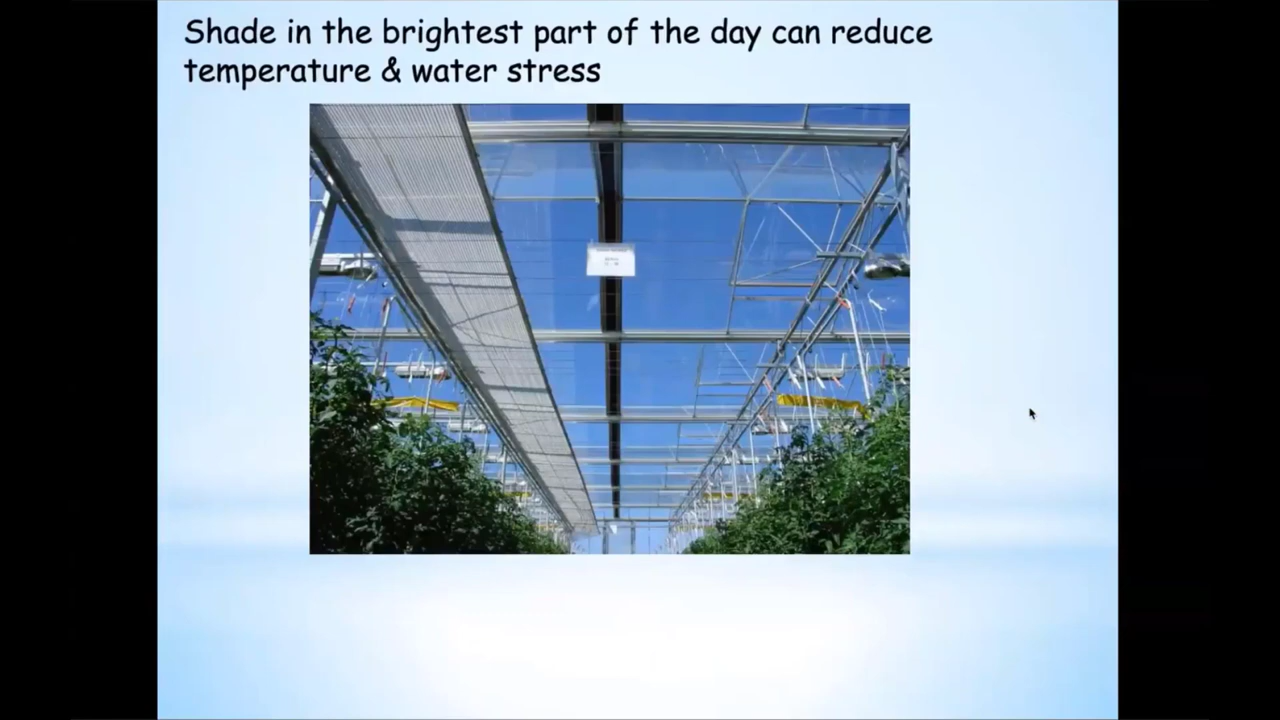 Shade in the brightest part of the day can reduce
temperature & water stress